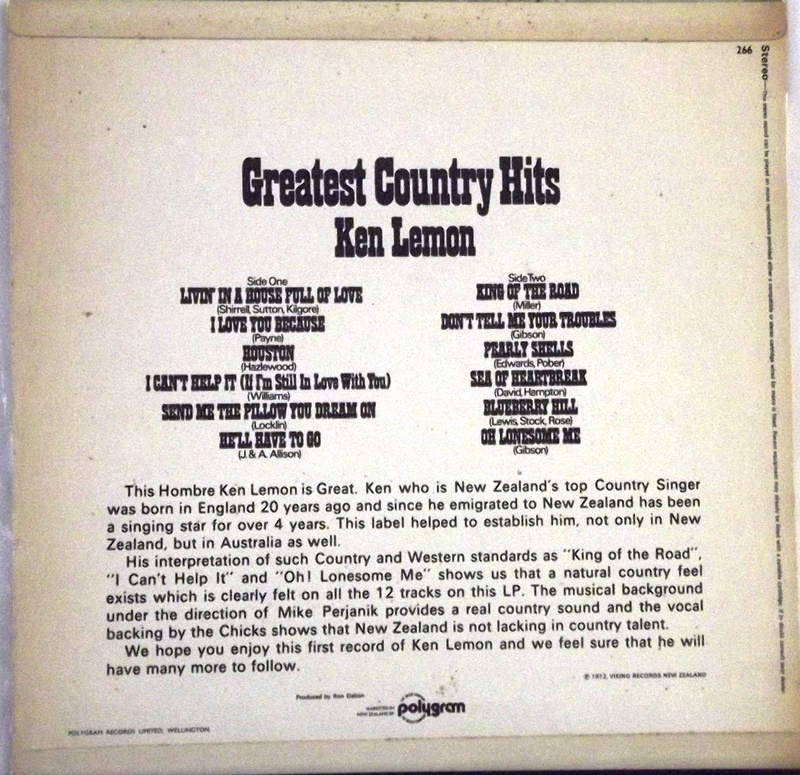 266
Stereo
Greatest Country Hits
Ken Lemon
Side One
LIVIN' IN A HOUSE FULL OF LOVE
(Shirrell, Sutton, Kilgore)
I LOVE YOU BECAUSE
(Payne)
HOUSTON
(Hazlewood)
I CAN'T HELP IT (If I'm Still In Love With You)
(Williams)
SEND ME THE PILLOW YOU DREAM ON
(Locklin)
HE'LL HAVE TO GO
(J. & A. Allison)
Side Two
KING OF THE ROAD
(Miller)
DON'T TELL ME YOUR TROUBLES
(Gibson)
PEARLY SHELLS
(Edwards, Pober)
SEA OF HEARTBREAK
(David, Hampton)
BLUEBERRY HILL
(Lewis, Stock, Rose)
OH LONESOME ME
(Gibson)
This Hombre Ken Lemon is Great. Ken who is New Zealand's top Country Singer
was born in England 20 years ago and since he emigrated to New Zealand has been
a singing star for over 4 years. This label helped to establish him, not only in New
Zealand, but in Australia as well.
His interpretation of such Country and Western standards as "King of the Road",
"I Can't Help It" and "Oh! Lonesome Me" shows us that a natural country feel
exists which is clearly felt on all the 12 tracks on this LP. The musical background
under the direction of Mike Perjanik provides a real country sound and the vocal
backing by the Chicks shows that New Zealand is not lacking in country talent.
We hope you enjoy this first record of Ken Lemon and we feel sure that he will
have many more to follow.
℗ 1973, VIKING RECORDS NEW ZEALAND
Produced by Ron Dalton
MARKETED IN
NEW ZEALAND BY
polygram
POLYGRAM RECORDS LIMITED, WELLINGTON